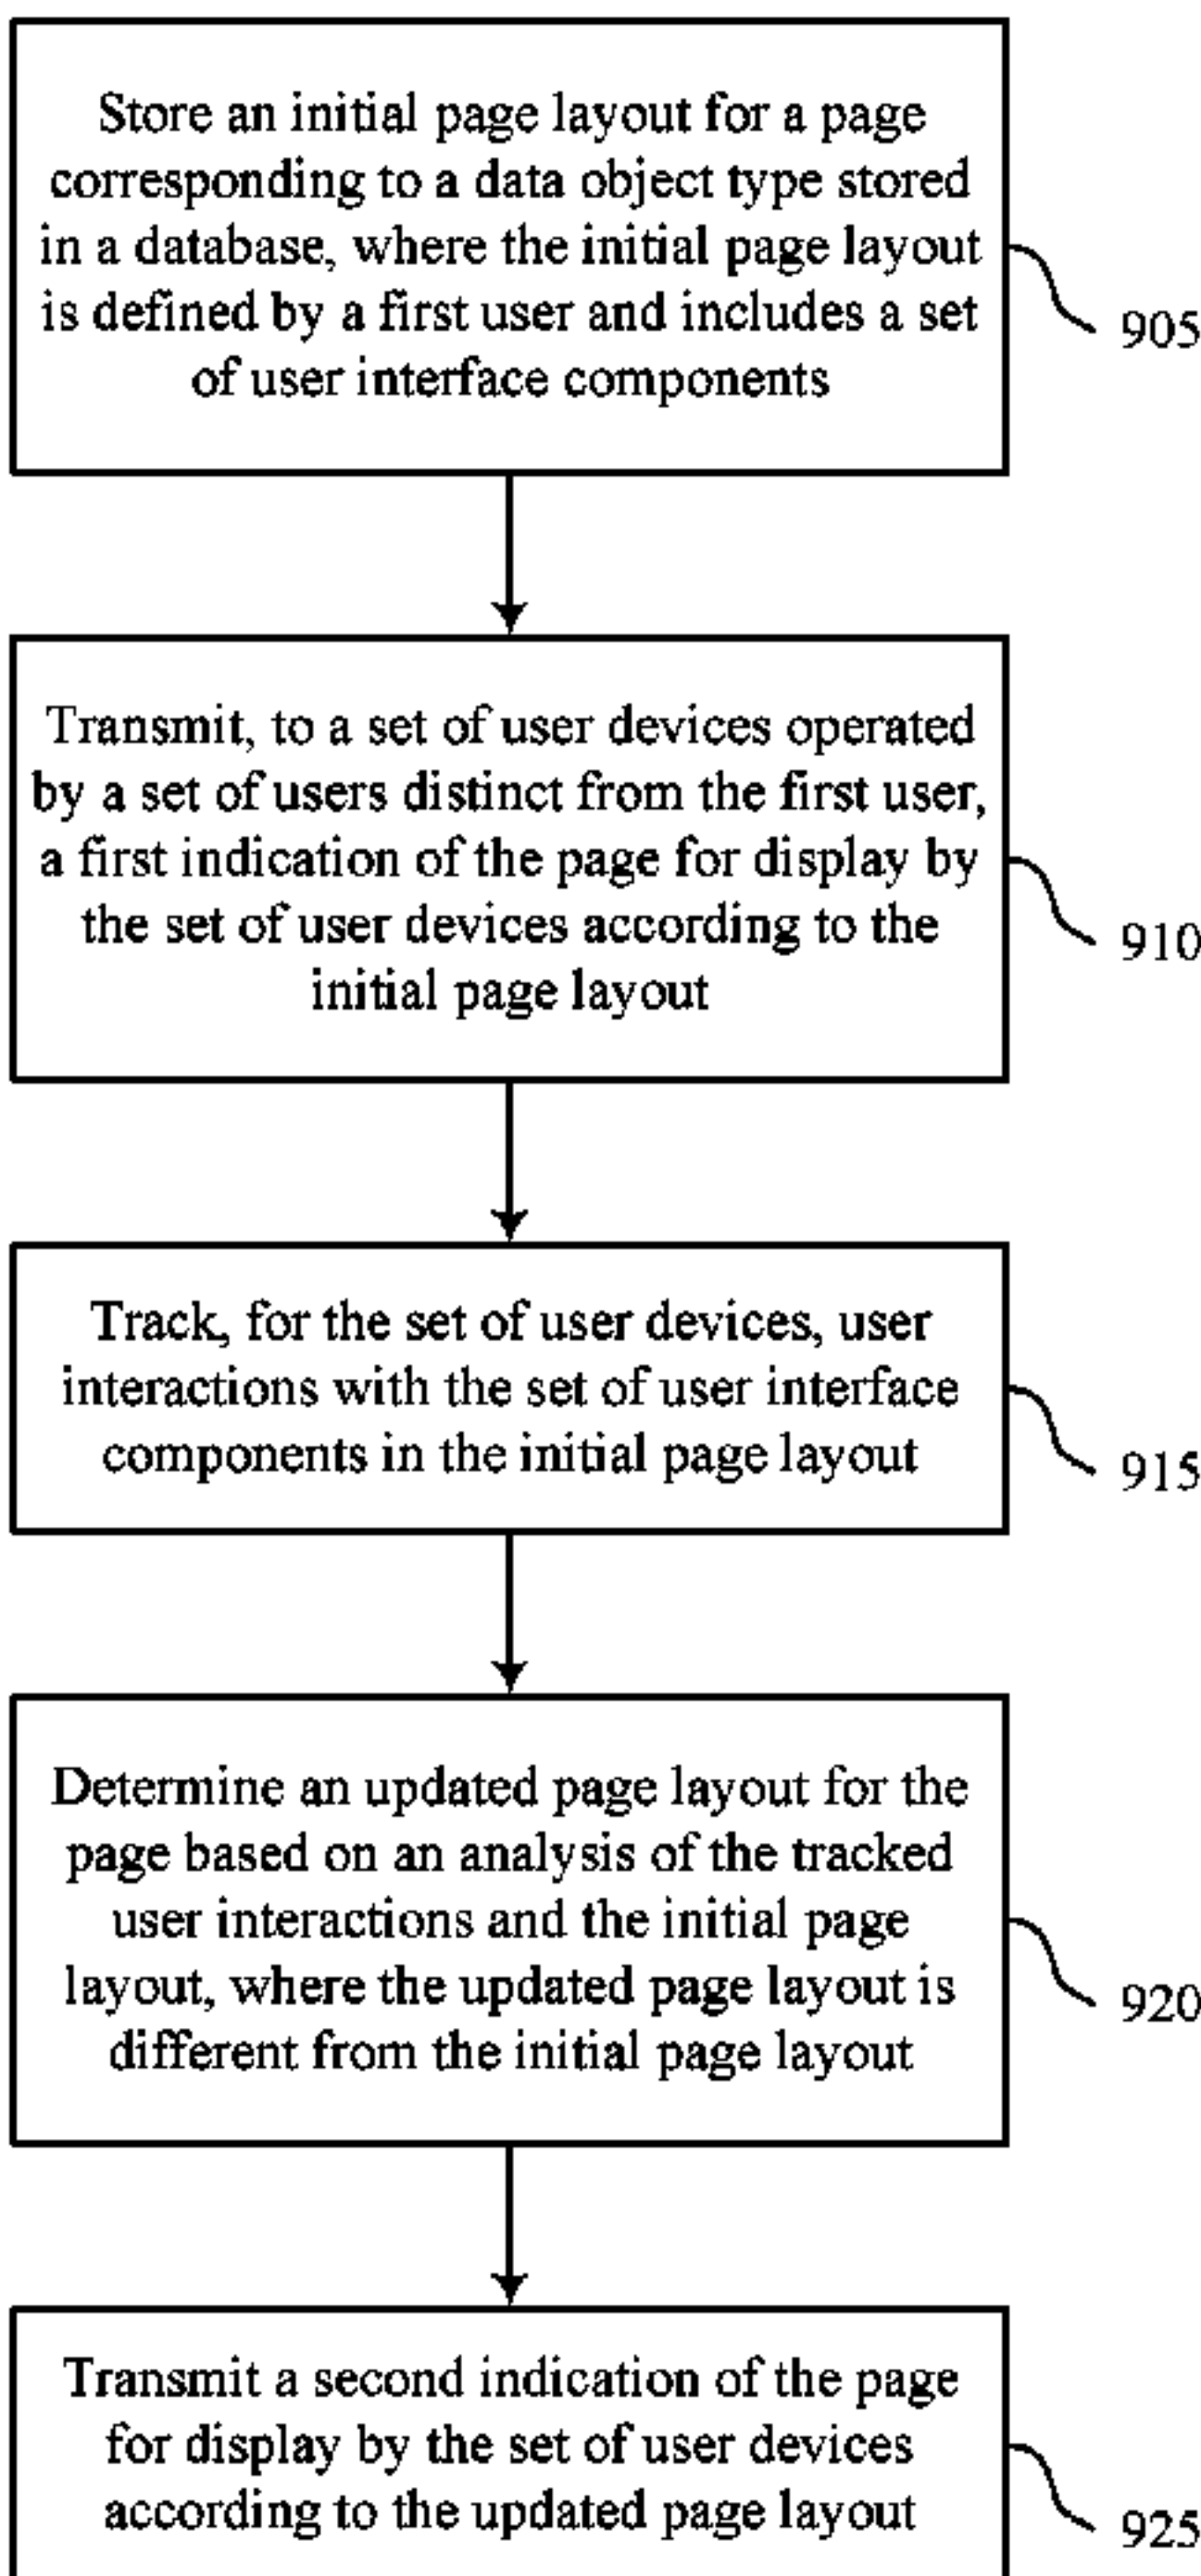 Store an initial page layout for a page
corresponding to a data object type stored
in a database, where the initial page layout
is defined by a first user and includes a set
of user interface components
905
Transmit, to a set of user devices operated
by a set of users distinct from the first user,
a first indication of the page for display by
the set of user devices according to the
initial page layout
910
Track, for the set of user devices, user
interactions with the set of user interface
components in the initial page layout
915
Determine an updated page layout for the
page based on an analysis of the tracked
user interactions and the initial page
layout, where the updated page layout is
different from the initial page layout
920
Transmit a second indication of the page
for display by the set of user devices
according to the updated page layout
925